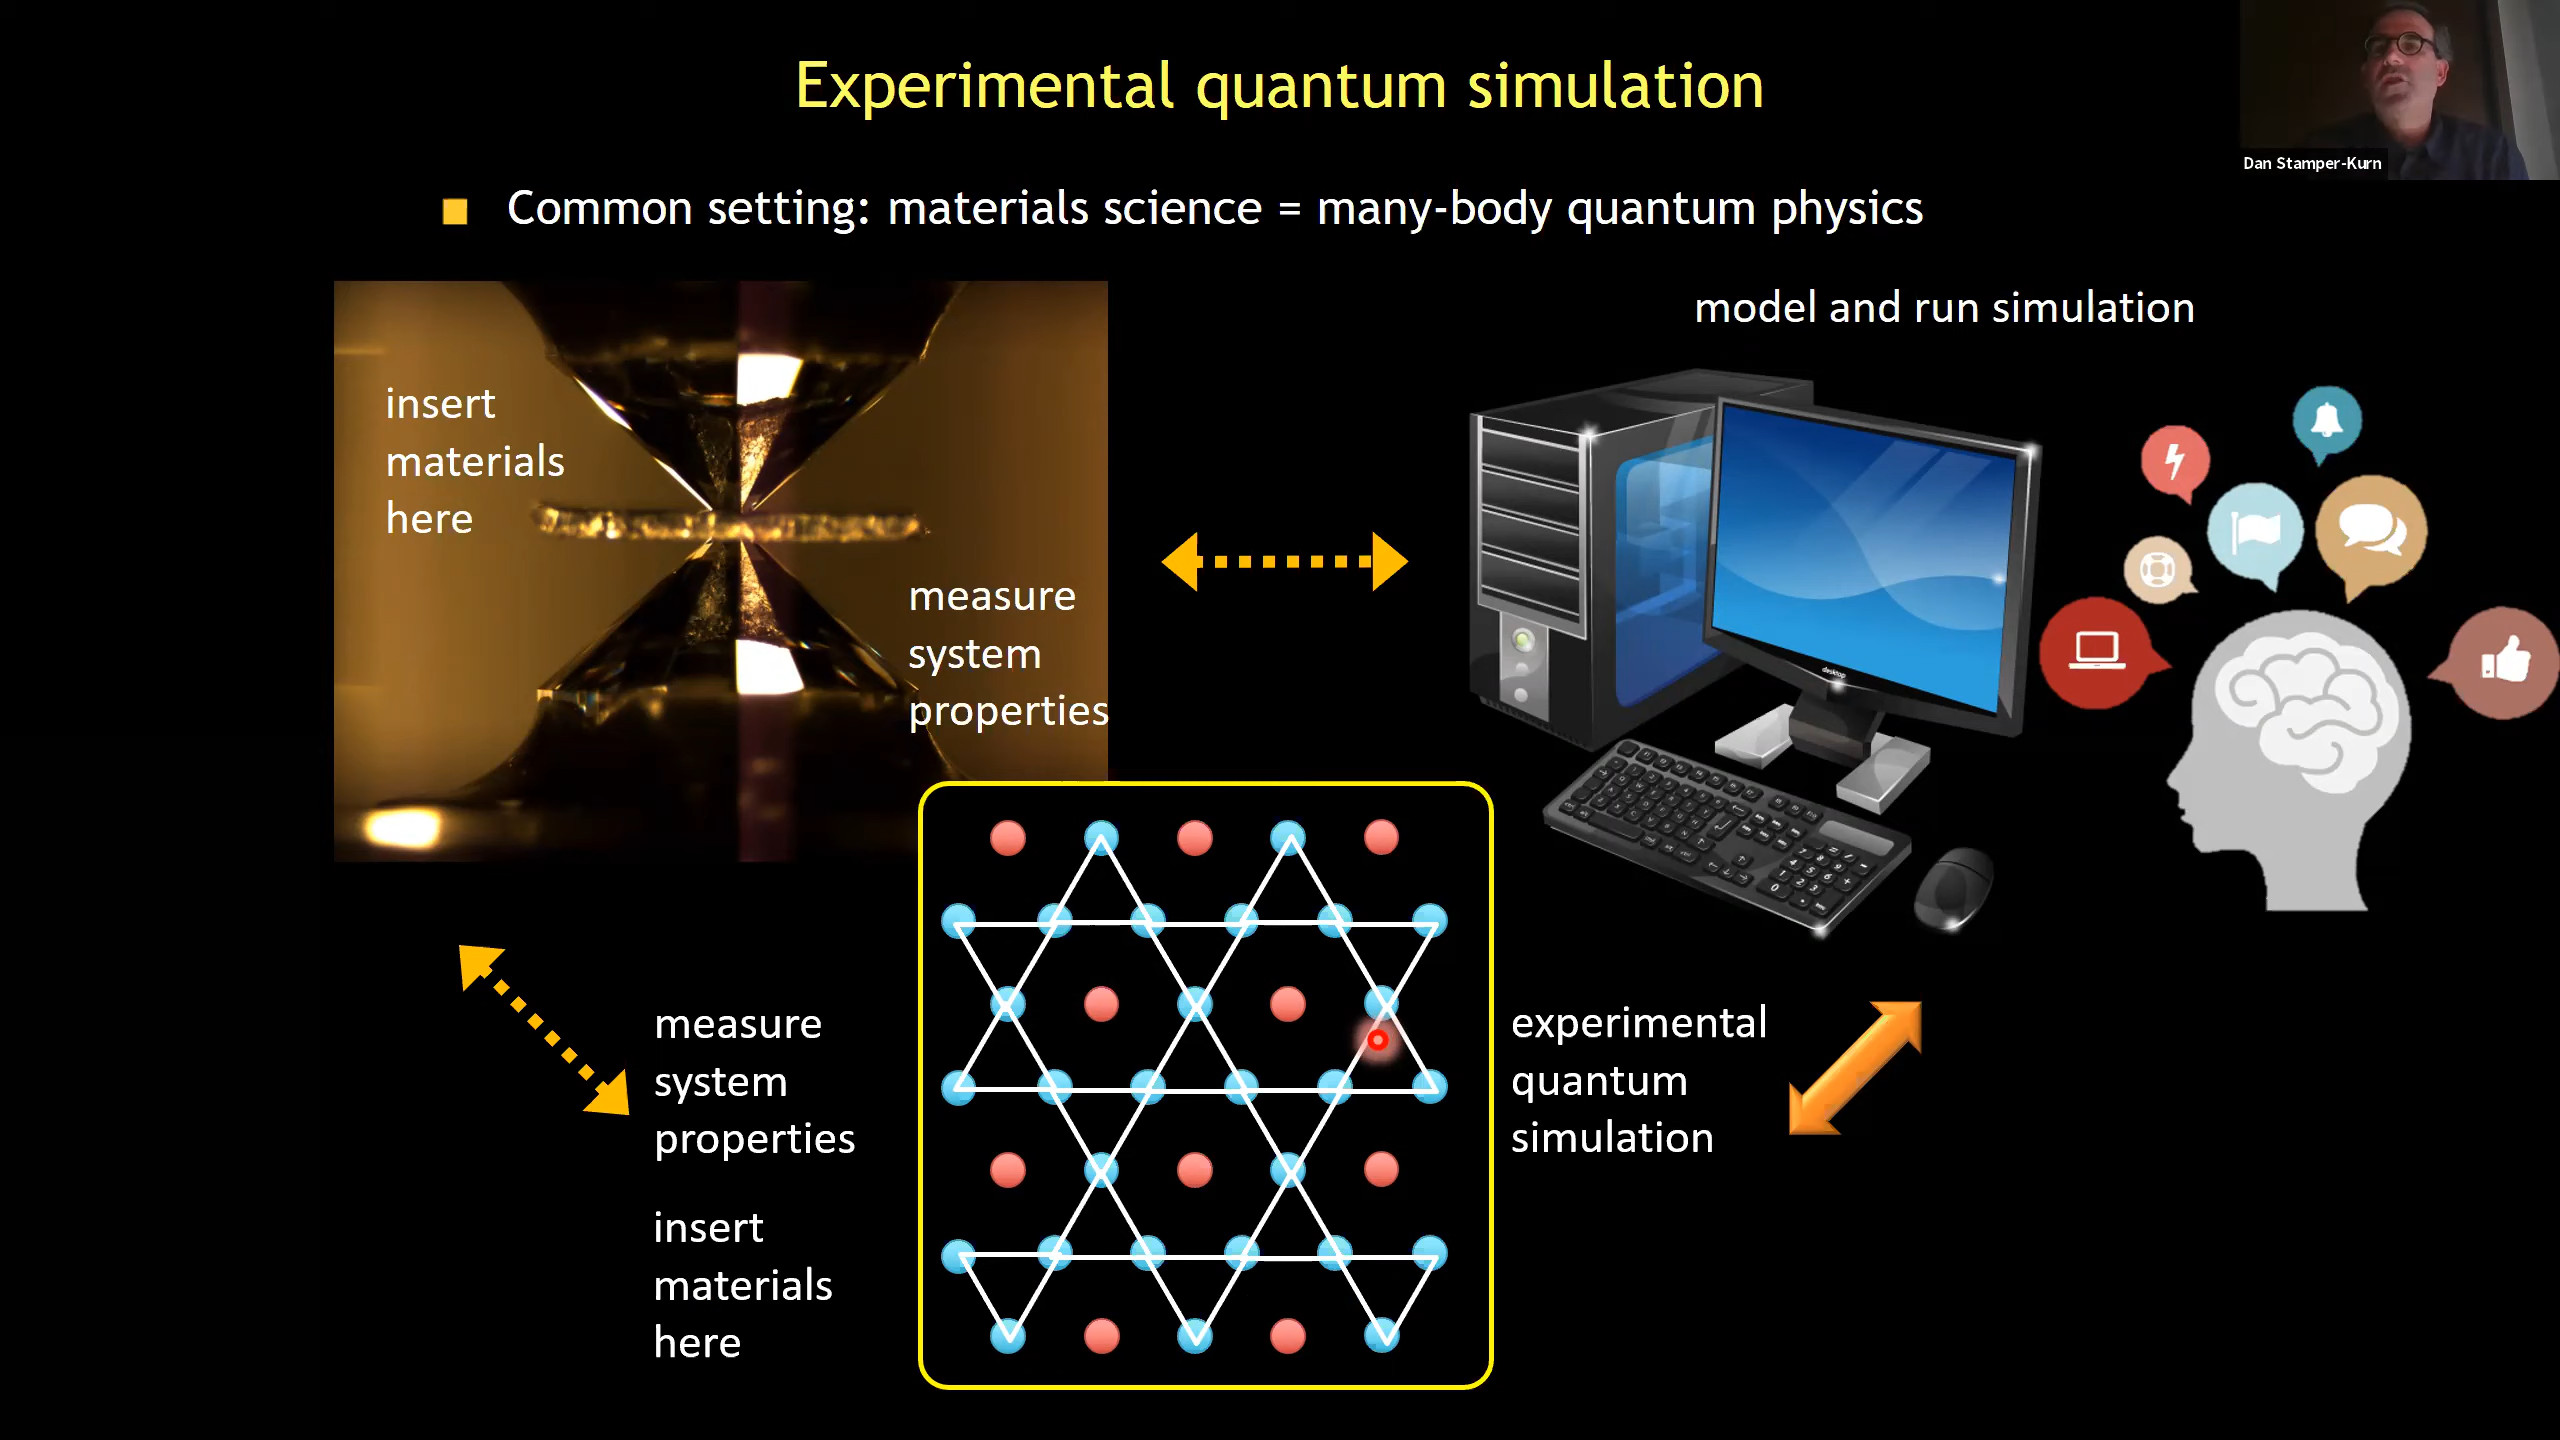 Experimental quantum simulation
Dan Stamper-Kurn
Common setting: materials science = many-body quantum physics
insert
materials
here
measure
system
properties
model and run simulation
desktop
measure
system
properties
insert
materials
here
experimental
quantum
simulation